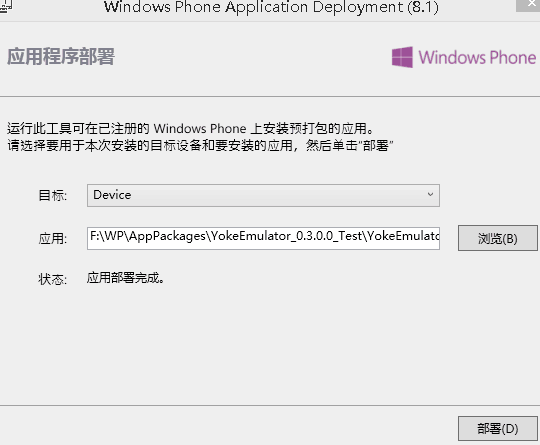 Windows Phone Application Deployment (8.1)
应用程序部署
Windows Phone
运行此工具可在已注册的 Windows Phone 上安装预打包的应用。
请选择要用于本次安装的目标设备和要安装的应用，然后单击“部署”
目标: Device
应用: F:\WP\AppPackages\YokeEmulator_0.3.0.0_Test\YokeEmulato 浏览(B)
状态: 应用部署完成。
部署(D)